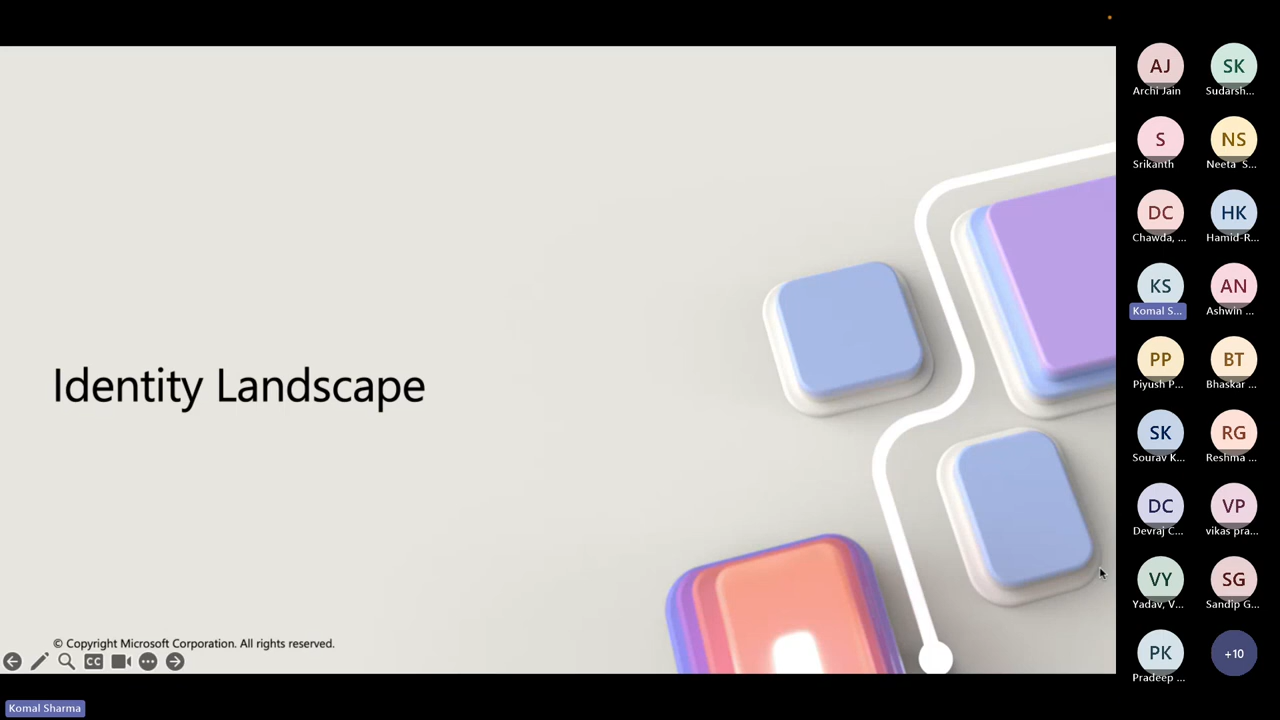 Identity Landscape
© Copyright Microsoft Corporation. All rights reserved.
CC
Komal Sharma
AJ
Archi Jain
SK
Sudarsh...
S
Srikanth
NS
Neeta S...
DC
Chawda, ...
HK
Hamid-R...
KS
Komal S...
AN
Ashwin ...
PP
Piyush P...
BT
Bhaskar ...
SK
Sourav K...
RG
Reshma ...
DC
Devraj C...
VP
vikas pra...
VY
Yadav, V...
SG
Sandip G...
PK
Pradeep ...
+10